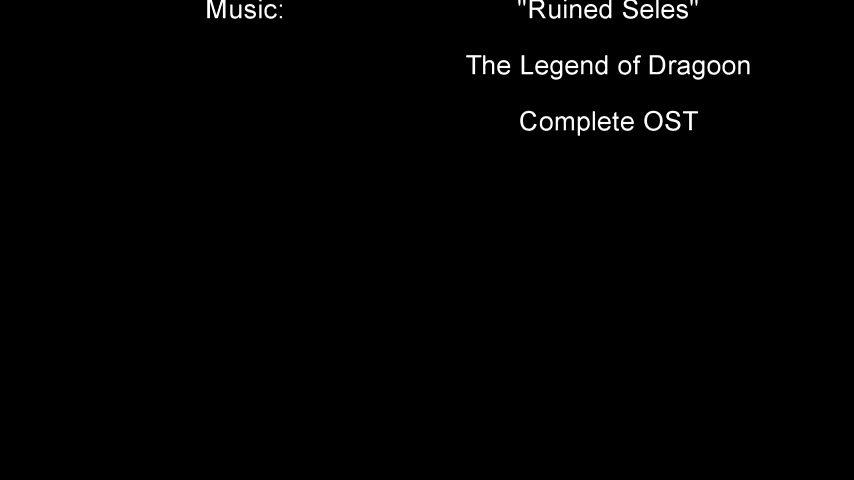 Music: "Ruined Seles"
The Legend of Dragoon
Complete OST